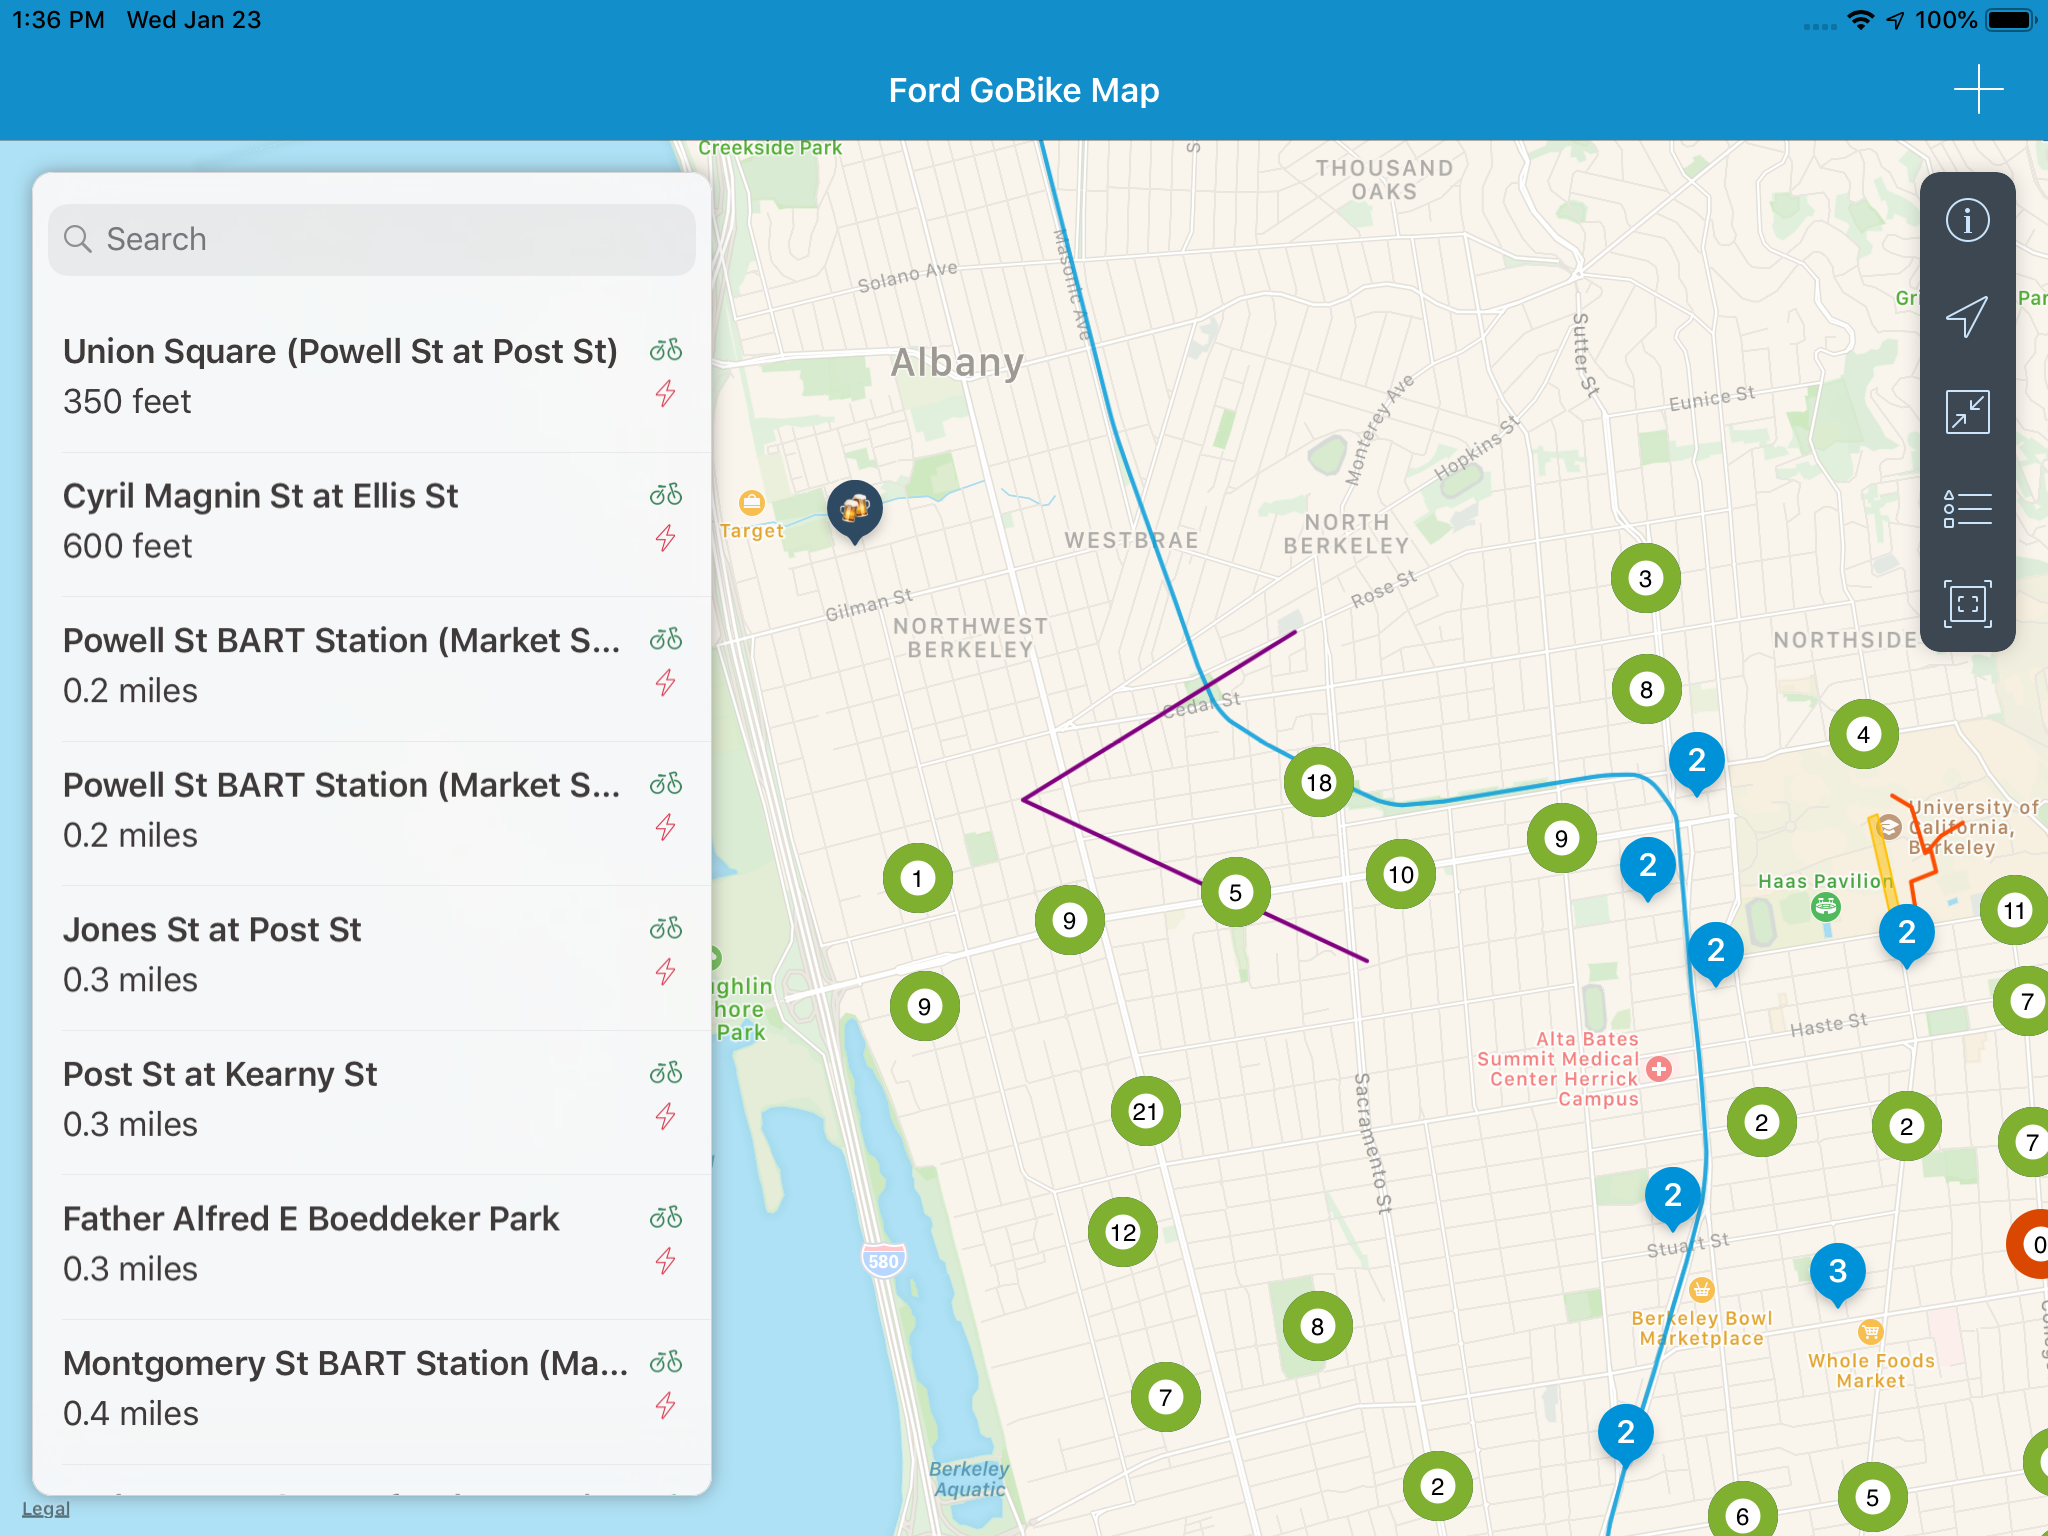 1:36 PM Wed Jan 23
100%
Ford GoBike Map
Search
Union Square (Powell St at Post St)
350 feet
Cyril Magnin St at Ellis St
600 feet
Powell St BART Station (Market S...
0.2 miles
Powell St BART Station (Market S...
0.2 miles
Jones St at Post St
0.3 miles
Post St at Kearny St
0.3 miles
Father Alfred E Boeddeker Park
0.3 miles
Montgomery St BART Station (Ma...
0.4 miles
Legal
Creekside Park
THOUSAND
OAKS
Solano Ave
Masonic Ave
Albany
Sutter St
Gri
Par
Eunice St
Monterey Ave
Hopkins St
Target
WESTBRAE
NORTH
BERKELEY
Gilman St
Rose St
3
NORTHWEST
BERKELEY
NORTHSIDE
8
Cedar St
4
2
18
University of
California,
Berkeley
9
2
1
10
Haas Pavilion
5
9
11
2
2
ghlin
hore
Park
9
7
Haste St
Alta Bates
Summit Medical
Center Herrick
Campus
Sacramento St
21
2
2
7
2
12
Stuart St
0
580
3
Berkeley Bowl
Marketplace
8
Whole Foods
Market
7
2
Berkeley
Aquatic
2
5
6